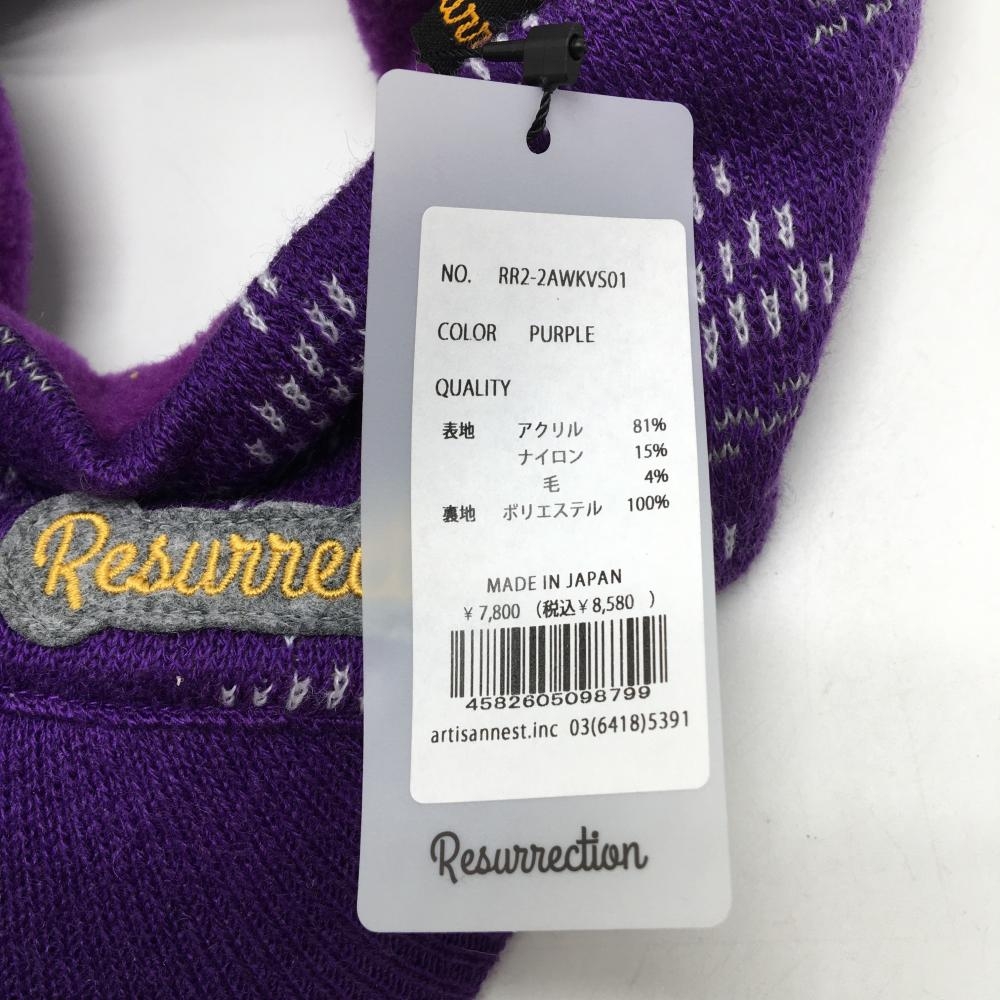 urr
NO. RR2-2AWKVS01
COLOR PURPLE
QUALITY
表地 アクリル 81%
ナイロン 15%
毛 4%
裏地 ポリエステル 100%
MADE IN JAPAN
¥7,800 (税込¥8,580 )
4582605098799
artisannest.inc 03(6418)5391
Resurrection
Resurrec